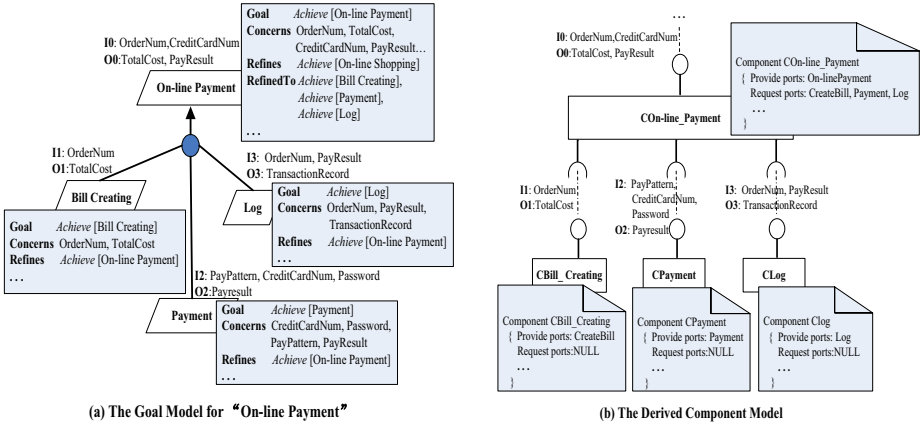 I0: OrderNum,CreditCardNum
O0:TotalCost, PayResult
On-line Payment
Goal Achieve [On-line Payment]
Concerns OrderNum, TotalCost,
CreditCardNum, PayResult…
Refines Achieve [On-line Shopping]
RefinedTo Achieve [Bill Creating],
Achieve [Payment],
Achieve [Log]
…
I1: OrderNum
O1:TotalCost
Bill Creating
Goal Achieve [Bill Creating]
Concerns OrderNum, TotalCost
Refines Achieve [On-line Payment]
…
I3: OrderNum, PayResult
O3: TransactionRecord
Log
Goal Achieve [Log]
Concerns OrderNum, PayResult,
TransactionRecord
Refines Achieve [On-line Payment]
…
I2: PayPattern, CreditCardNum, Password
O2:Payresult
Payment
Goal Achieve [Payment]
Concerns CreditCardNum, Password,
PayPattern, PayResult
Refines Achieve [On-line Payment]
…
(a) The Goal Model for “On-line Payment”
I0: OrderNum,CreditCardNum
O0:TotalCost, PayResult
COn-line_Payment
Component COn-line_Payment
{ Provide ports: On-linePayment
Request ports: CreateBill, Payment, Log
…
}
I1: OrderNum
O1:TotalCost
I2: PayPattern,
CreditCardNum,
Password
O2: Payresult
I3: OrderNum, PayResult
O3: TransactionRecord
CBill_Creating
CPayment
CLog
Component CBill_Creating
{ Provide ports: CreateBill
Request ports:NULL
…
}
Component CPayment
{ Provide ports: Payment
Request ports:NULL
…
}
Component Clog
{ Provide ports: Log
Request ports:NULL
…
}
(b) The Derived Component Model